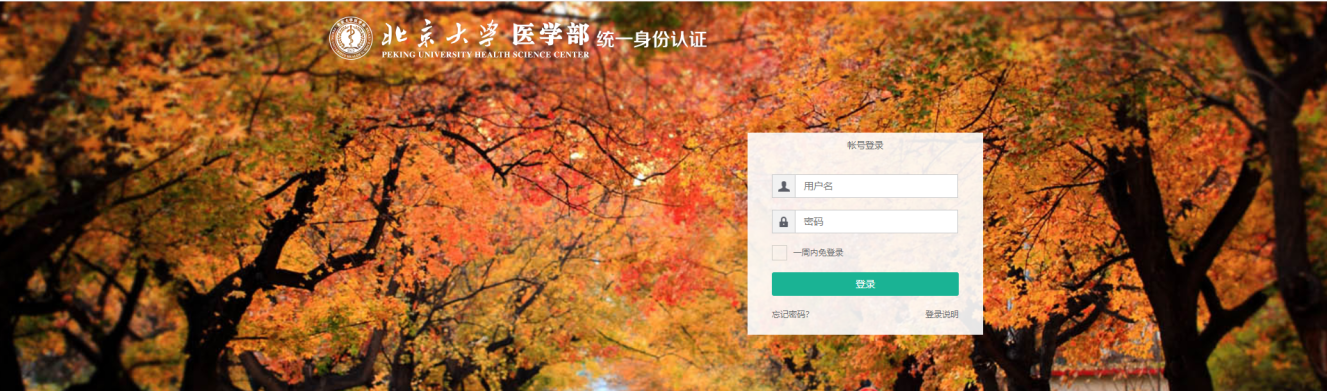 北京大学医学部 统一身份认证
PEKING UNIVERSITY HEALTH SCIENCE CENTER
帐号登录
用户名
密码
一周内免登录
登录
忘记密码? 登录说明